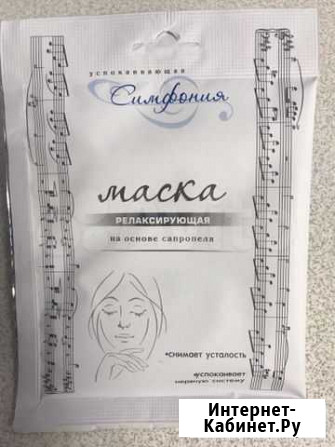 успокаивающая
Симфония
маска
РЕЛАКСИРУЮЩАЯ
на основе сапропеля
•СНИМАЕТ УСТАЛОСТЬ
•УСПОКАИВАЕТ
НЕРВНУЮ СИСТЕМУ
Интернет-
Кабинет.Ру